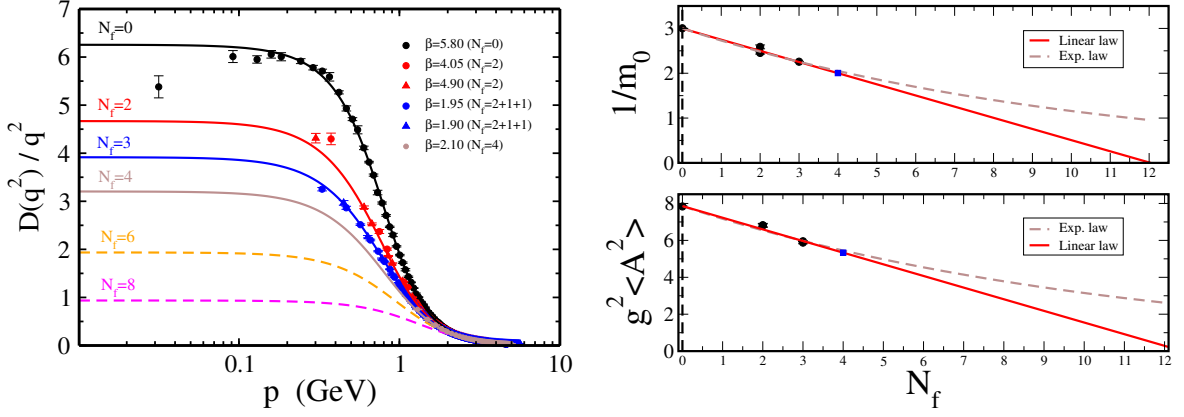 N_f=0
N_f=2
N_f=3
N_f=4
N_f=6
N_f=8
β=5.80 (N_f=0)
β=4.05 (N_f=2)
β=4.90 (N_f=2)
β=1.95 (N_f=2+1+1)
β=1.90 (N_f=2+1+1)
β=2.10 (N_f=4)
D(q²) / q²
7
6
5
4
3
2
1
0
0.1 1 10
p (GeV)
1/m_0
3
2
1
0
Linear law
Exp. law
0 1 2 3 4 5 6 7 8 9 10 11 12
g² <A²>
8
6
4
2
0
Exp. law
Linear law
0 1 2 3 4 5 6 7 8 9 10 11 12
N_f